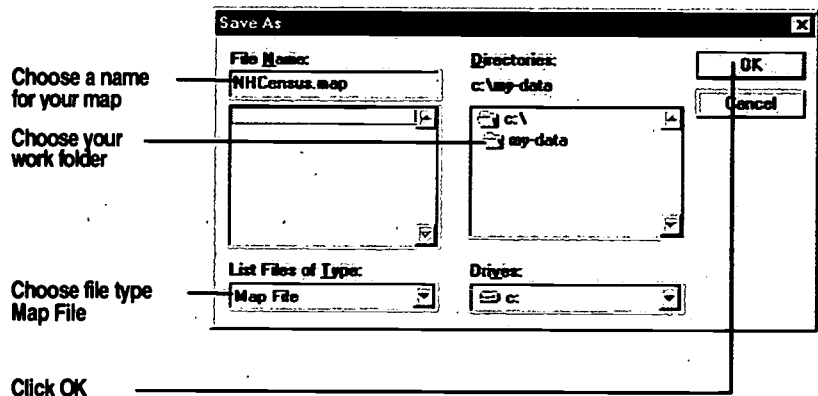 Save As
File Name:
NHCensus.map
Directories:
c:\my-data
OK
Cancel
c:\
my-data
List Files of Type:
Map File
Drives:
c:
Choose a name
for your map
Choose your
work folder
Choose file type
Map File
Click OK